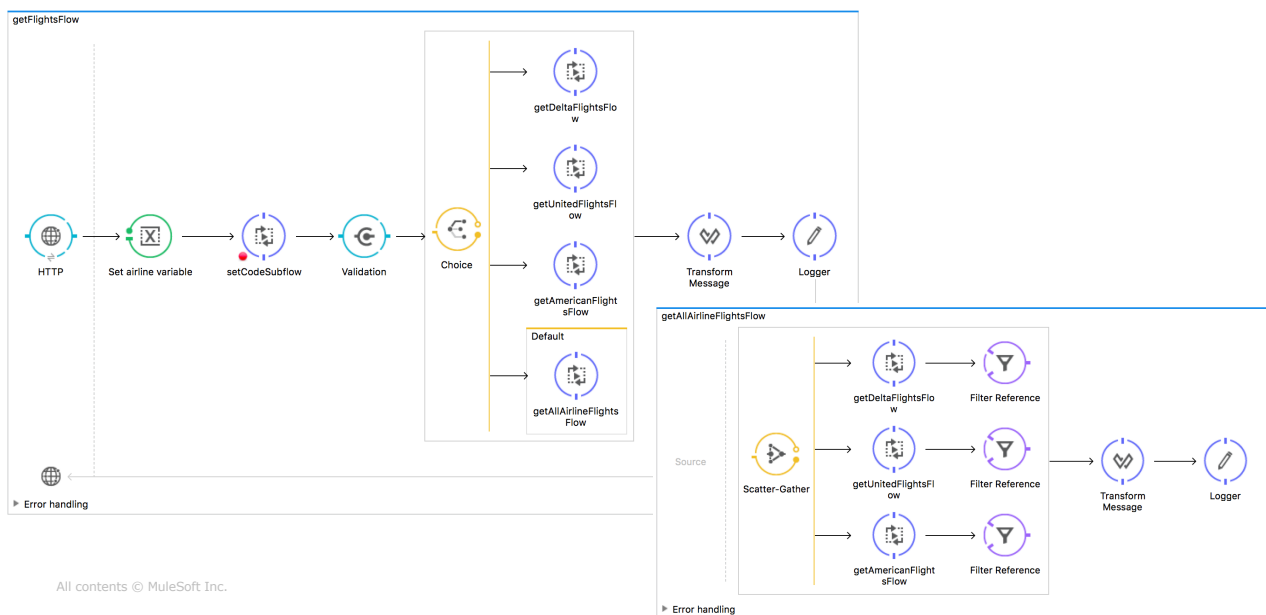 getFlightsFlow
getDeltaFlightsFlo
w
getUnitedFlightsFl
ow
HTTP
Set airline variable
setCodeSubflow
Validation
Choice
Transform
Message
Logger
getAmericanFlight
sFlow
Default
getAllAirlineFlights
Flow
Error handling
getAllAirlineFlightsFlow
getDeltaFlightsFlo
w
Filter Reference
Source
Scatter-Gather
getUnitedFlightsFl
ow
Filter Reference
Transform
Message
Logger
getAmericanFlight
sFlow
Filter Reference
Error handling
All contents © MuleSoft Inc.